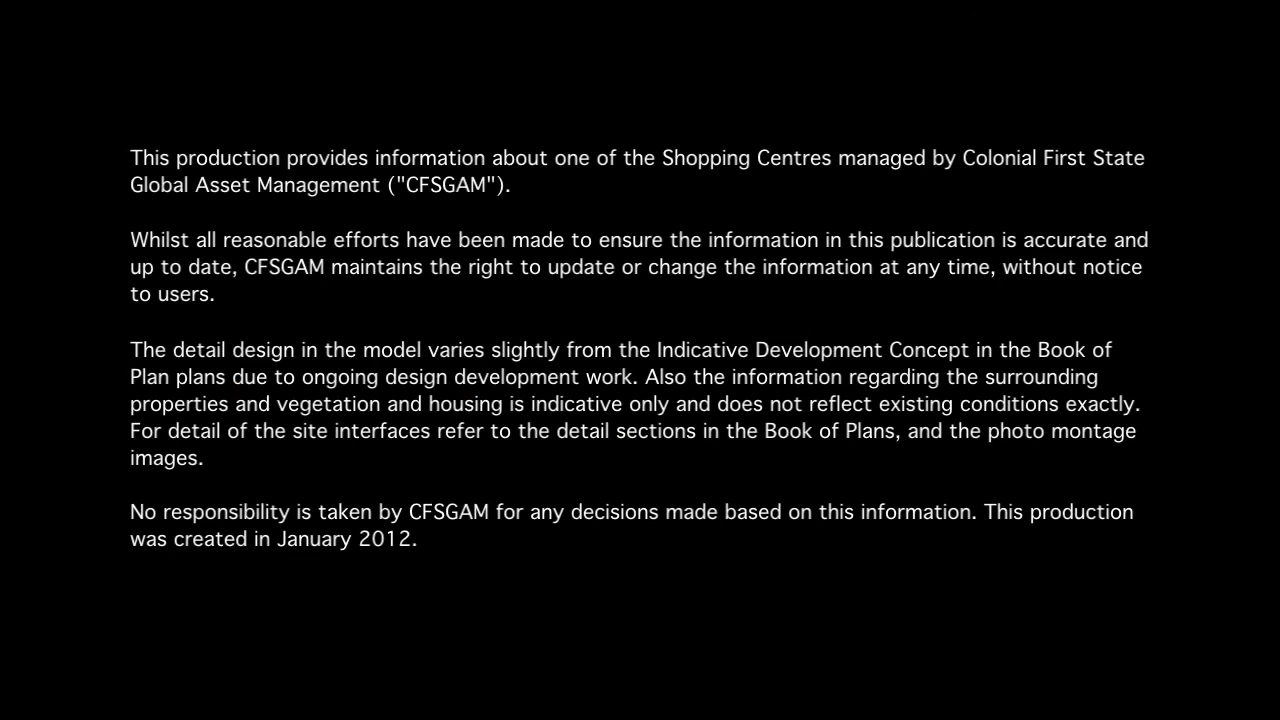 This production provides information about one of the Shopping Centres managed by Colonial First State
Global Asset Management ("CFSGAM").
Whilst all reasonable efforts have been made to ensure the information in this publication is accurate and
up to date, CFSGAM maintains the right to update or change the information at any time, without notice
to users.
The detail design in the model varies slightly from the Indicative Development Concept in the Book of
Plan plans due to ongoing design development work. Also the information regarding the surrounding
properties and vegetation and housing is indicative only and does not reflect existing conditions exactly.
For detail of the site interfaces refer to the detail sections in the Book of Plans, and the photo montage
images.
No responsibility is taken by CFSGAM for any decisions made based on this information. This production
was created in January 2012.